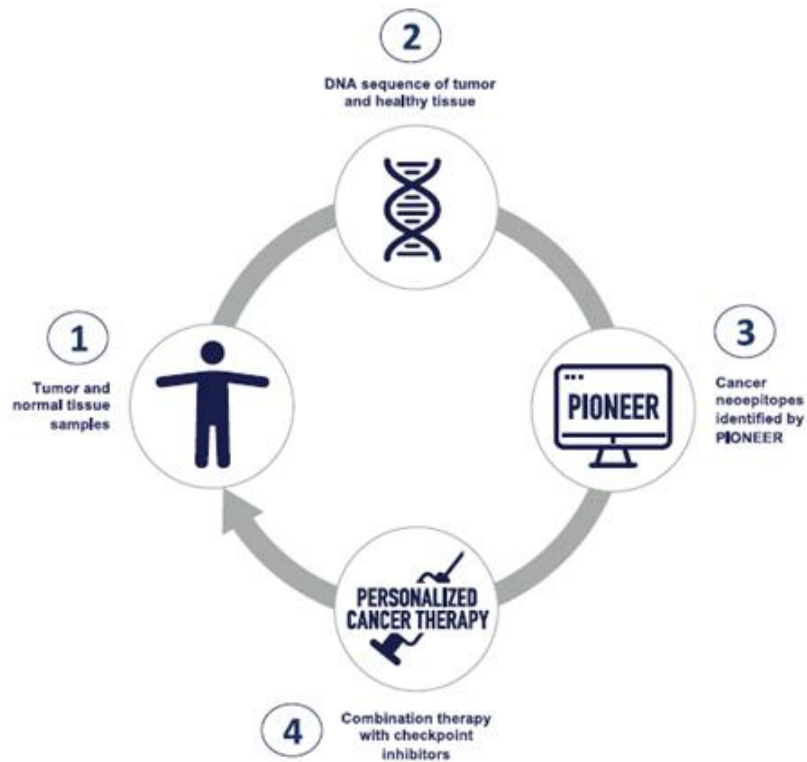 2
DNA sequence of tumor
and healthy tissue
1
Tumor and
normal tissue
samples
3
PIONEER
Cancer
neoepitopes
identified by
PIONEER
PERSONALIZED
CANCER THERAPY
4
Combination therapy
with checkpoint
inhibitors